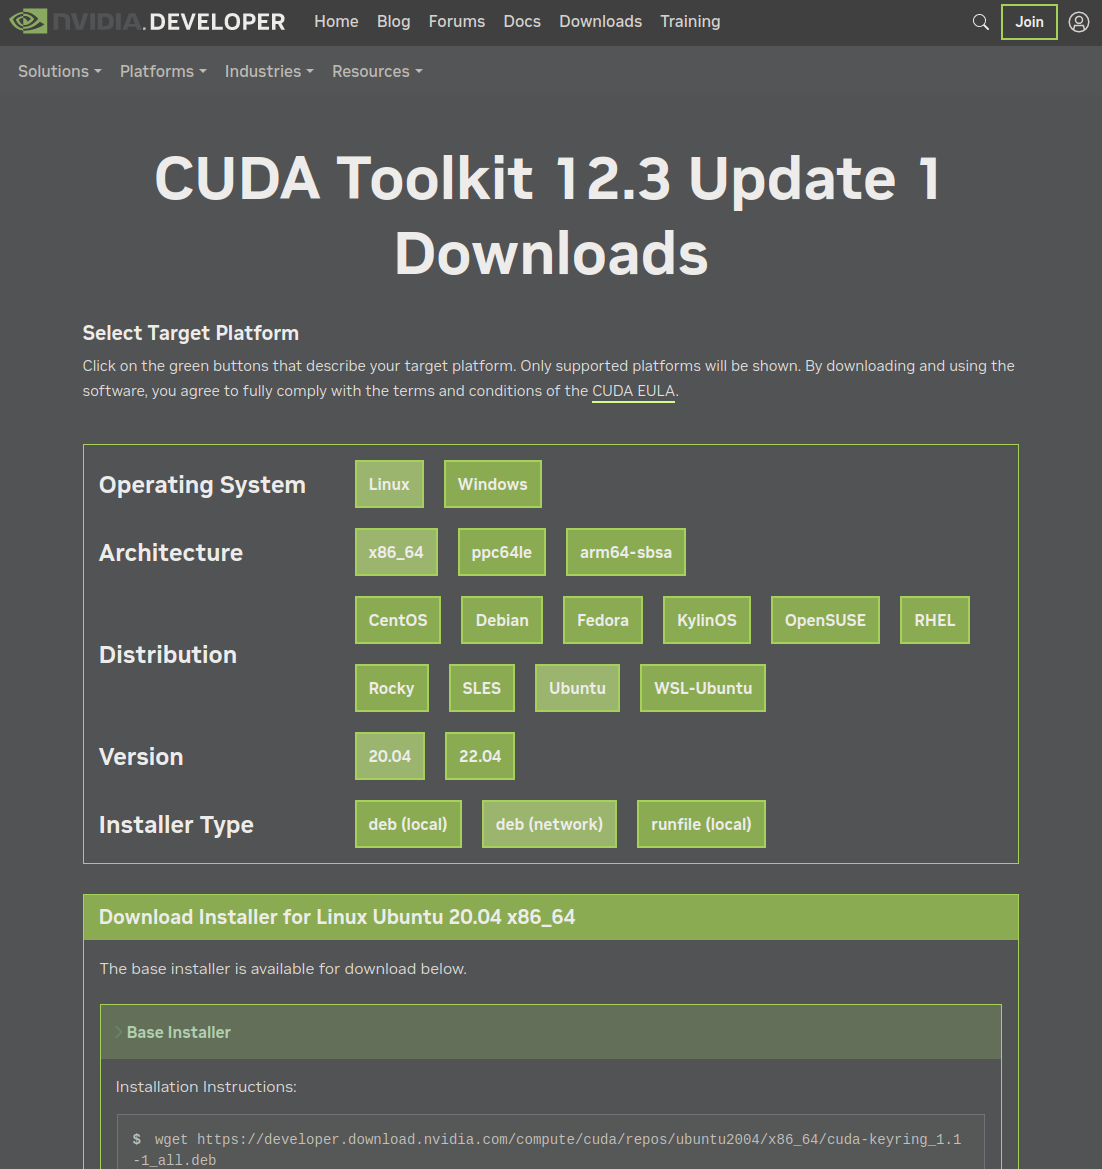 NVIDIA.DEVELOPER Home Blog Forums Docs Downloads Training Join
Solutions Platforms Industries Resources
CUDA Toolkit 12.3 Update 1
Downloads
Select Target Platform
Click on the green buttons that describe your target platform. Only supported platforms will be shown. By downloading and using the
software, you agree to fully comply with the terms and conditions of the CUDA EULA.
Operating System Linux Windows
Architecture x86_64 ppc64le arm64-sbsa
Distribution
CentOS Debian Fedora KylinOS OpenSUSE RHEL
Rocky SLES Ubuntu WSL-Ubuntu
Version 20.04 22.04
Installer Type deb (local) deb (network) runfile (local)
Download Installer for Linux Ubuntu 20.04 x86_64
The base installer is available for download below.
Base Installer
Installation Instructions:
$ wget https://developer.download.nvidia.com/compute/cuda/repos/ubuntu2004/x86_64/cuda-keyring_1.1
-1_all.deb